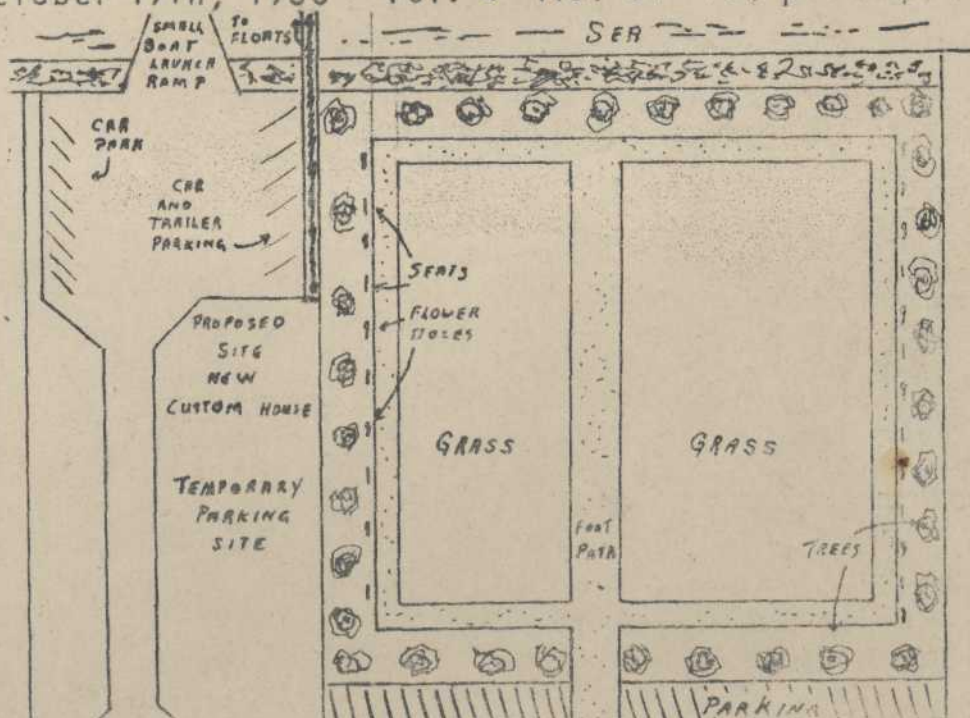 SMALL
BOAT
LAUNCH
RAMP
TO
FLOATS
SEA
CAR
PARK
CAR
AND
TRAILER
PARKING
SEATS
FLOWER
HOLES
PROPOSED
SITE
NEW
CUSTOM HOUSE
GRASS
GRASS
TEMPORARY
PARKING
SITE
FOOT
PATH
TREES
PARKING